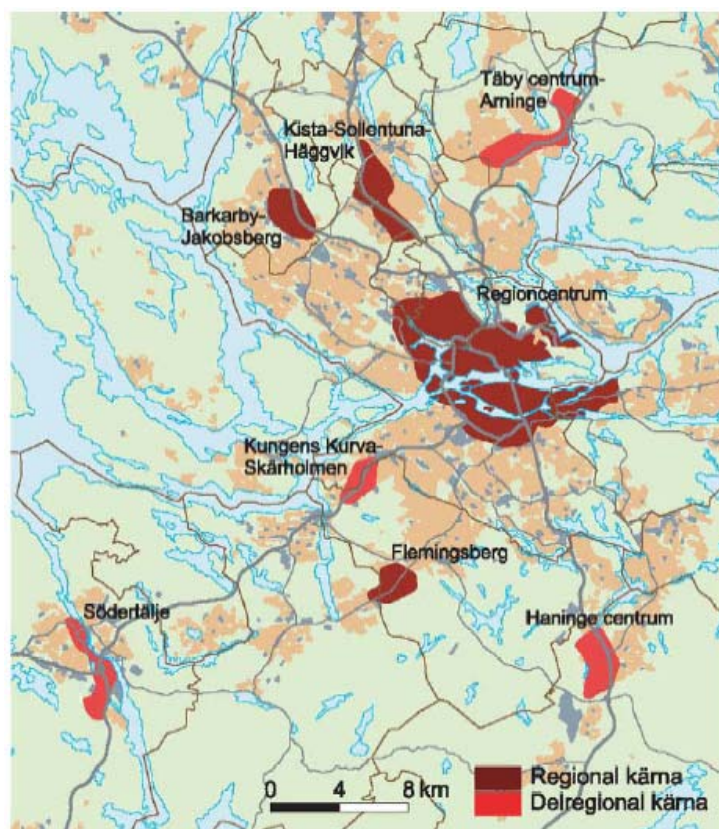 Täby centrum-
Arninge
Kista-Sollentuna-
Häggvik
Barkarby-
Jakobsberg
Regioncentrum
Kungens Kurva-
Skärholmen
Flemingsberg
Södertälje
Haninge centrum
Regional kärna
0 4 8 km
Delregional kärna